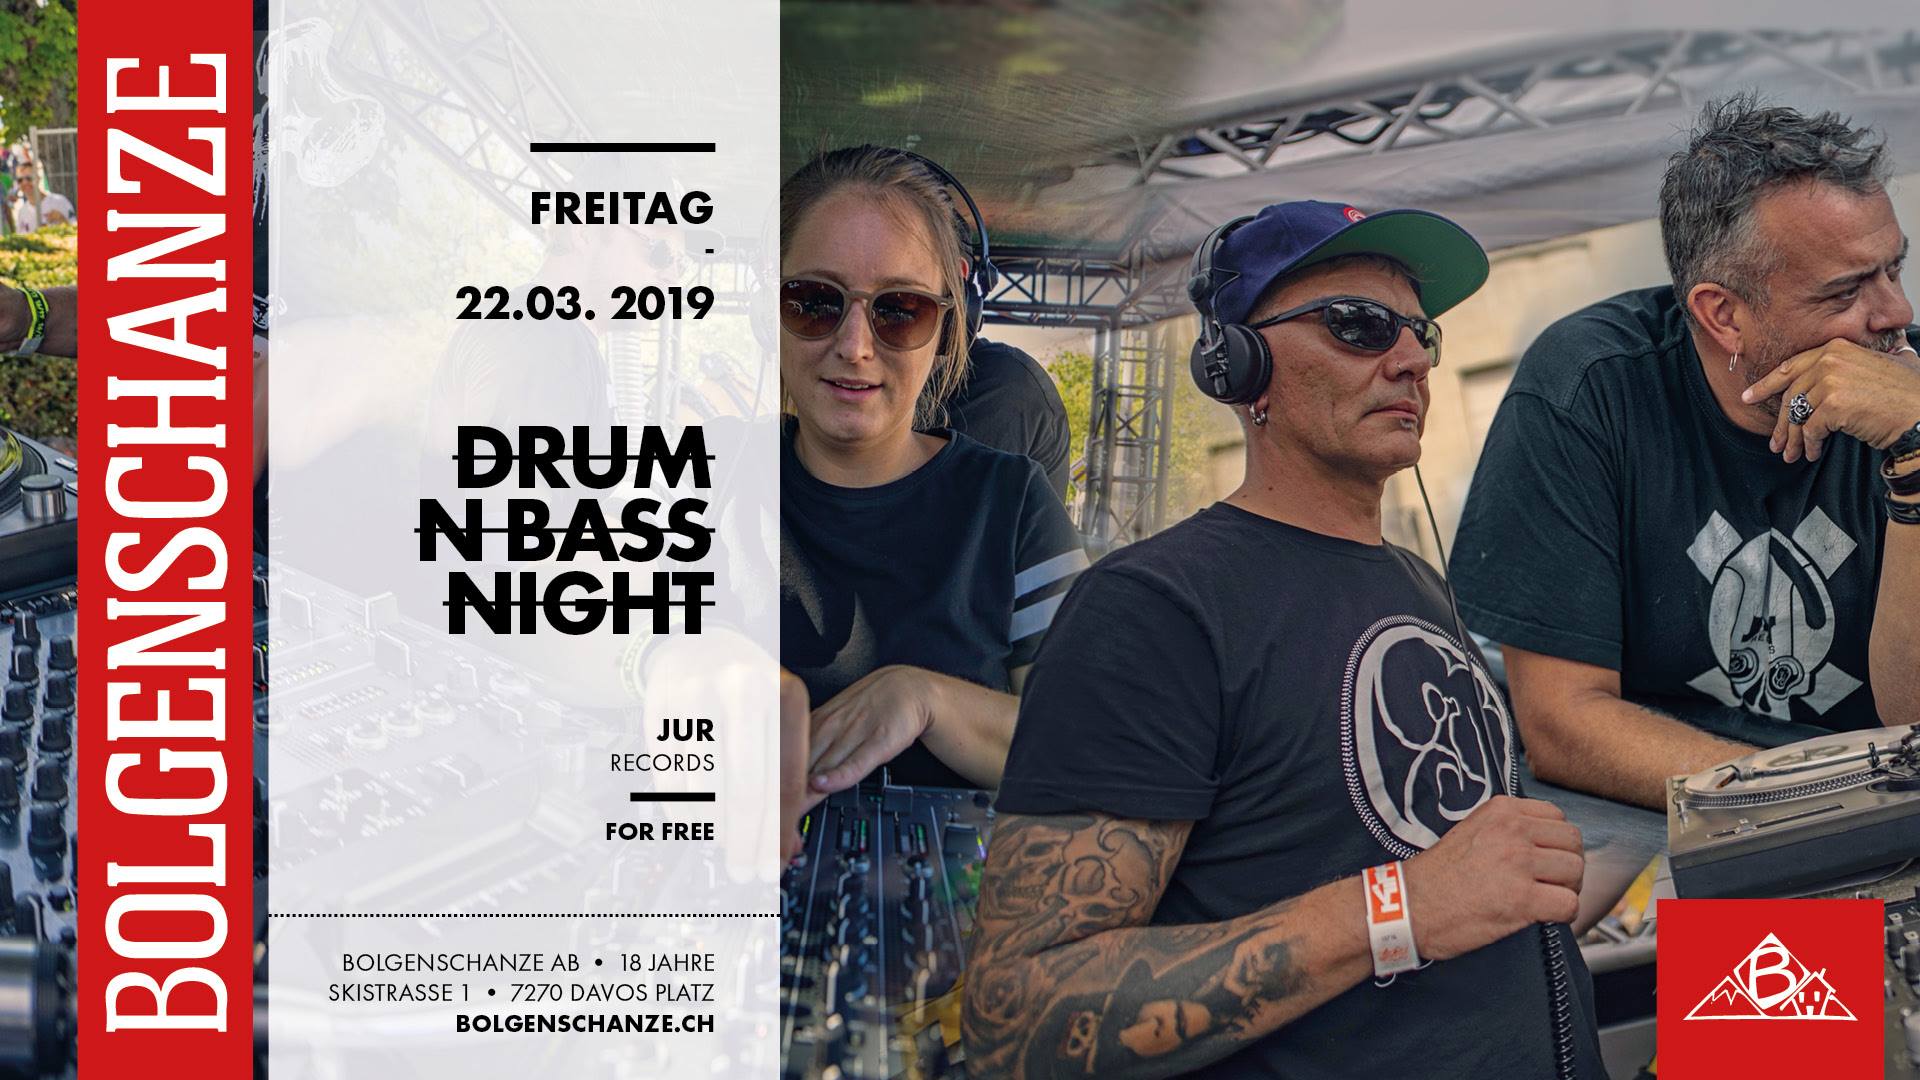 BOLGENSCHANZE
FREITAG
-
22.03. 2019
DRUM
N BASS
NIGHT
JUR
RECORDS
FOR FREE
BOLGENSCHANZE AB • 18 JAHRE
SKISTRASSE 1 • 7270 DAVOS PLATZ
BOLGENSCHANZE.CH
B